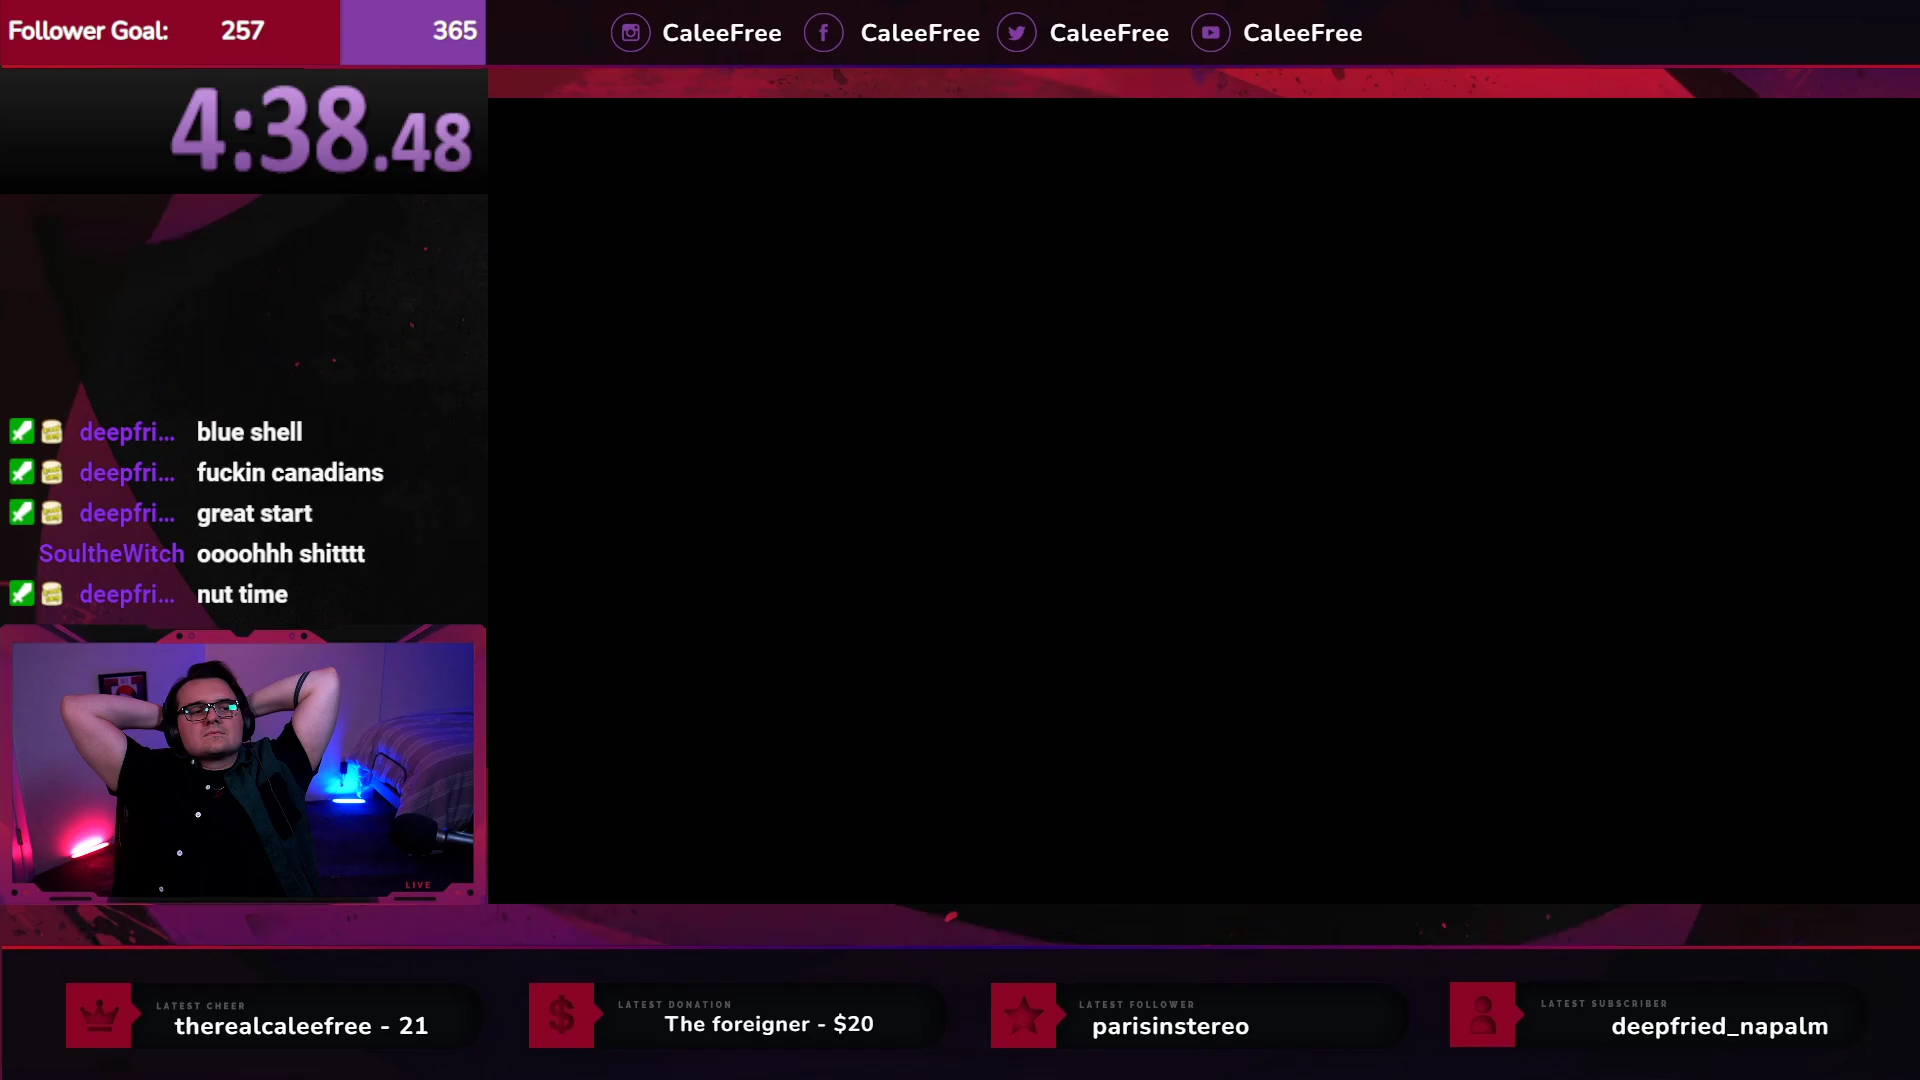 Follower Goal: 257 365
CaleeFree CaleeFree CaleeFree CaleeFree
4:38.48
deepfri... blue shell
deepfri... fuckin canadians
deepfri... great start
SoultheWitch oooohhh shitttt
deepfri... nut time
LIVE
LATEST CHEER
therealcaleefree - 21
LATEST DONATION
The foreigner - $20
LATEST FOLLOWER
parisinstereo
LATEST SUBSCRIBER
deepfried_napalm